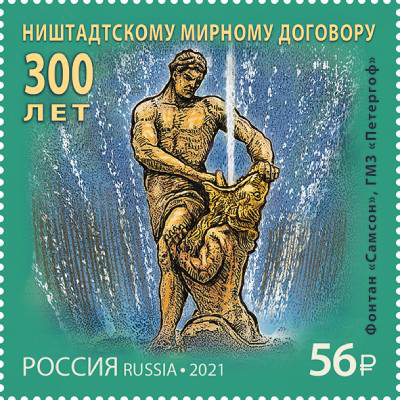 НИШТАДТСКОМУ МИРНОМУ ДОГОВОРУ
300
ЛЕТ
Фонтан «Самсон», ГМЗ «Петергоф»
РОССИЯ RUSSIA • 2021
56₽